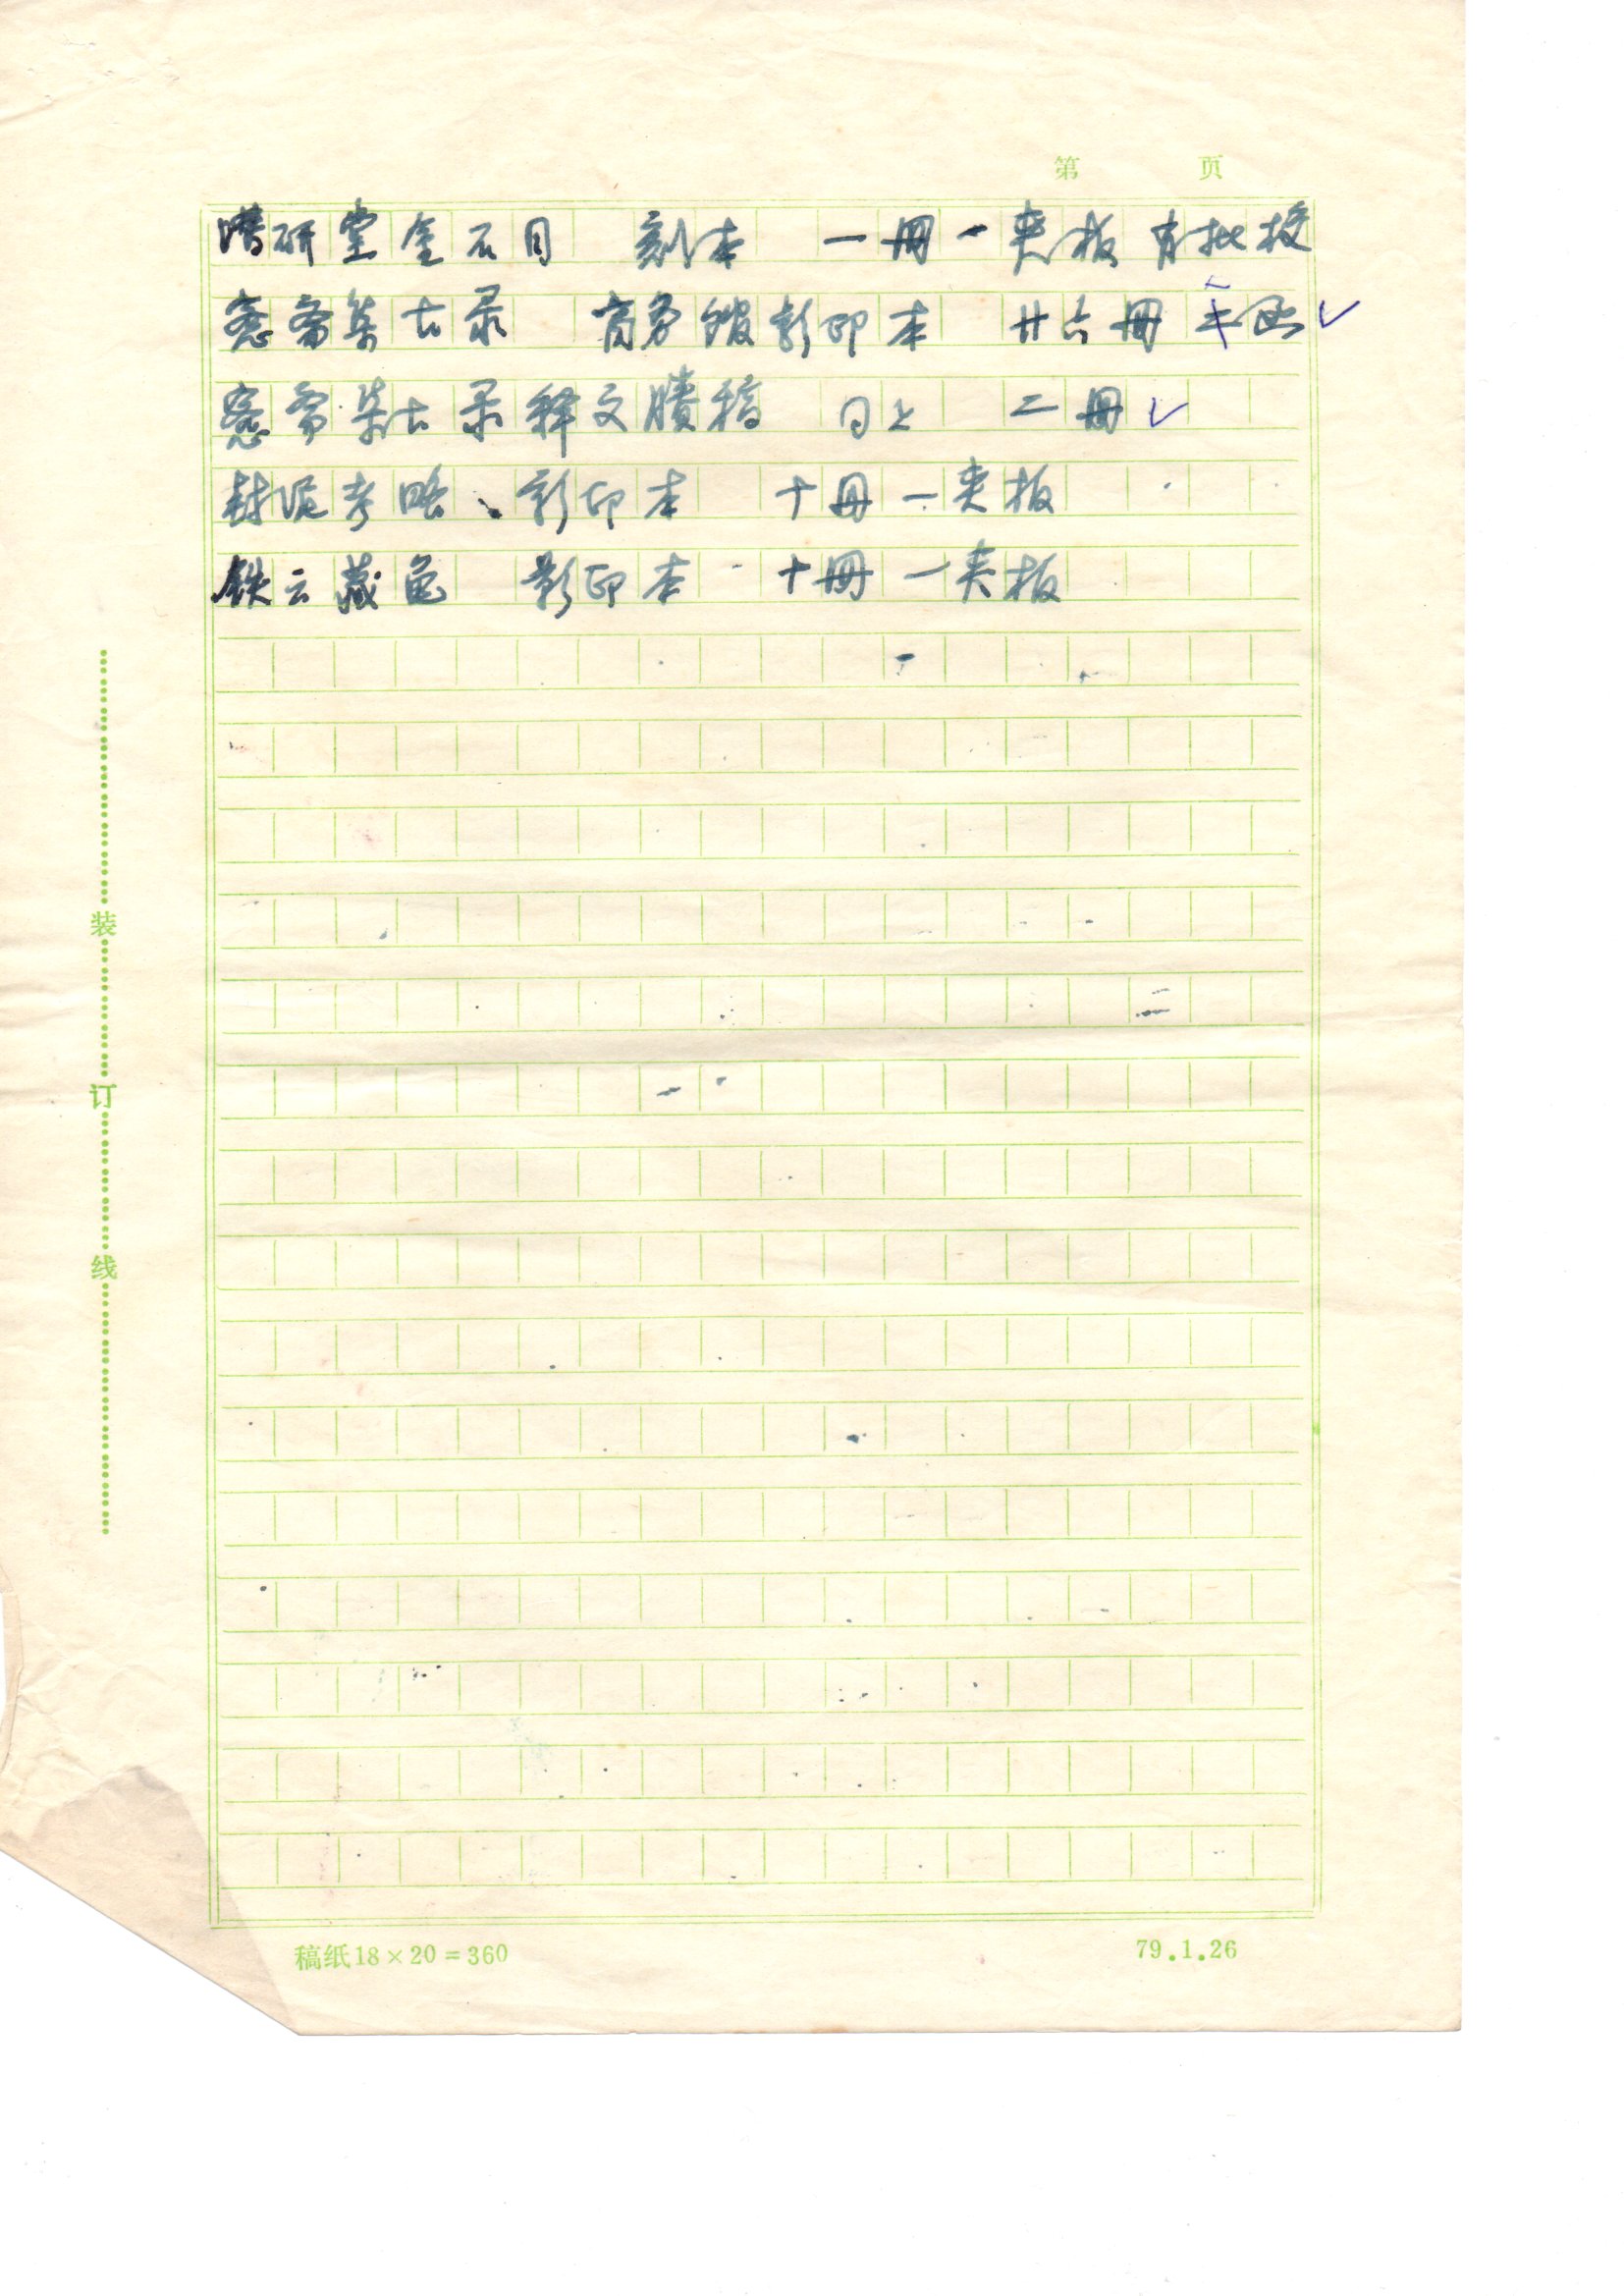 第 页
潜研堂金石目 刻本 一册一夹板 有批校
愙斋集古录 商务馆影印本 廿六册 二函✓
愙斋集古录释文賸稿 同上 二册✓
封泥考略、影印本 十册一夹板
铁云藏龟 影印本 十册一夹板
装
订
线
稿纸18×20=360 79.1.26